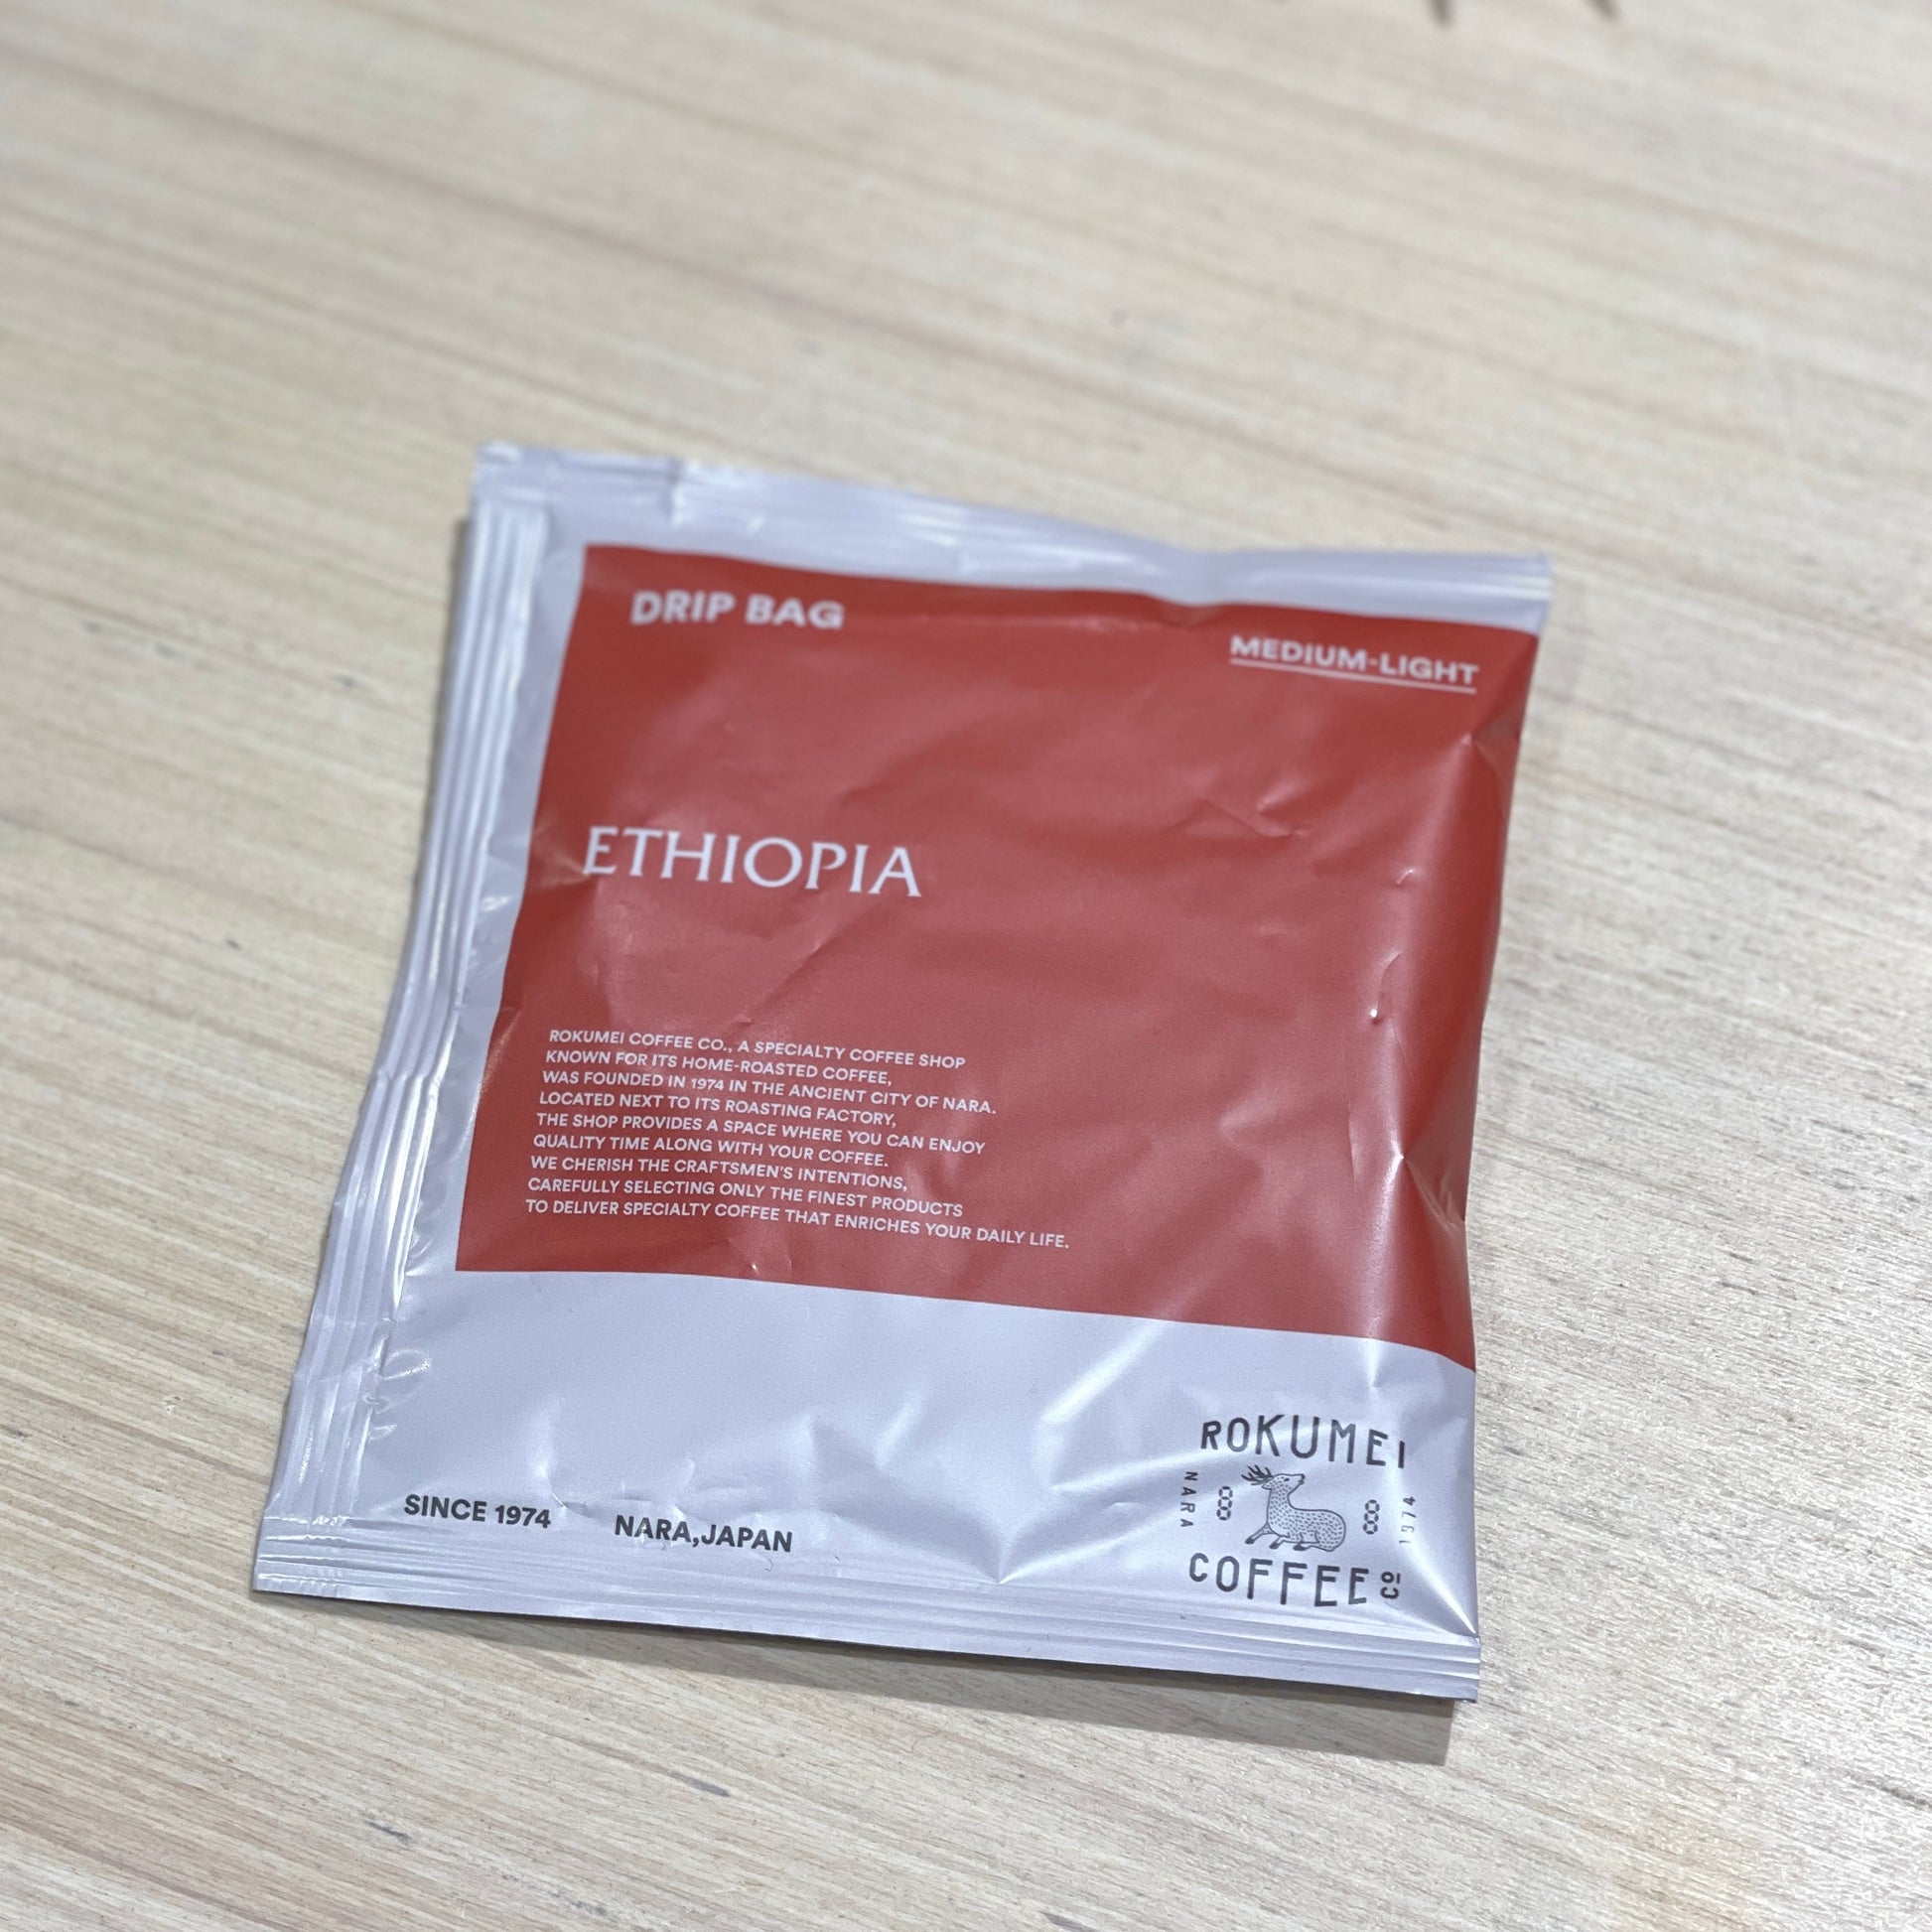 DRIP BAG
MEDIUM-LIGHT
ETHIOPIA
ROKUMEI COFFEE CO., A SPECIALTY COFFEE SHOP
KNOWN FOR ITS HOME-ROASTED COFFEE,
WAS FOUNDED IN 1974 IN THE ANCIENT CITY OF NARA.
LOCATED NEXT TO ITS ROASTING FACTORY,
THE SHOP PROVIDES A SPACE WHERE YOU CAN ENJOY
QUALITY TIME ALONG WITH YOUR COFFEE.
WE CHERISH THE CRAFTSMEN'S INTENTIONS,
CAREFULLY SELECTING ONLY THE FINEST PRODUCTS
TO DELIVER SPECIALTY COFFEE THAT ENRICHES YOUR DAILY LIFE.
SINCE 1974
NARA,JAPAN
ROKUMEI
NARA
1974
COFFEE CO